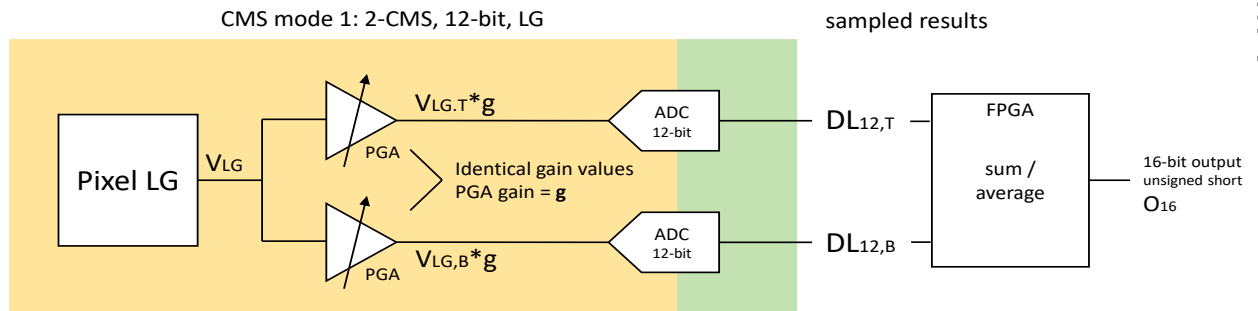 CMS mode 1: 2-CMS, 12-bit, LG
sampled results
Pixel LG
VLG
PGA
VLG.T*g
Identical gain values
PGA gain = g
PGA
VLG,B*g
ADC
12-bit
ADC
12-bit
DL12,T
DL12,B
FPGA
sum /
average
16-bit output
unsigned short
O16